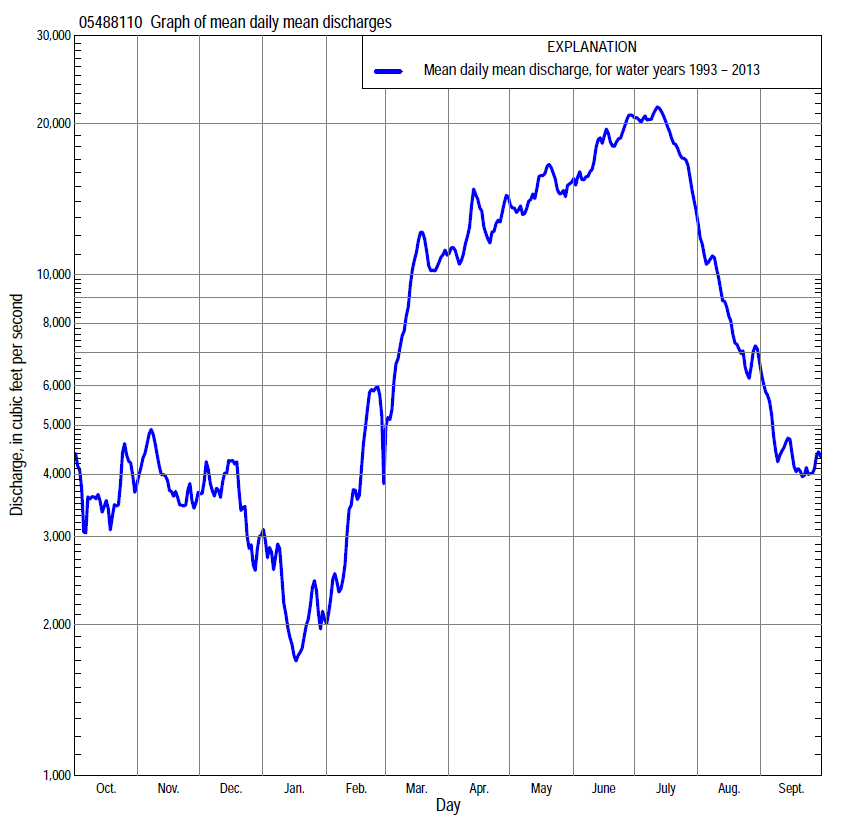 05488110 Graph of mean daily mean discharges
EXPLANATION
Mean daily mean discharge, for water years 1993 – 2013
30,000
20,000
10,000
8,000
6,000
5,000
4,000
3,000
2,000
1,000
Discharge, in cubic feet per second
Oct. Nov. Dec. Jan. Feb. Mar. Apr. May June July Aug. Sept.
Day